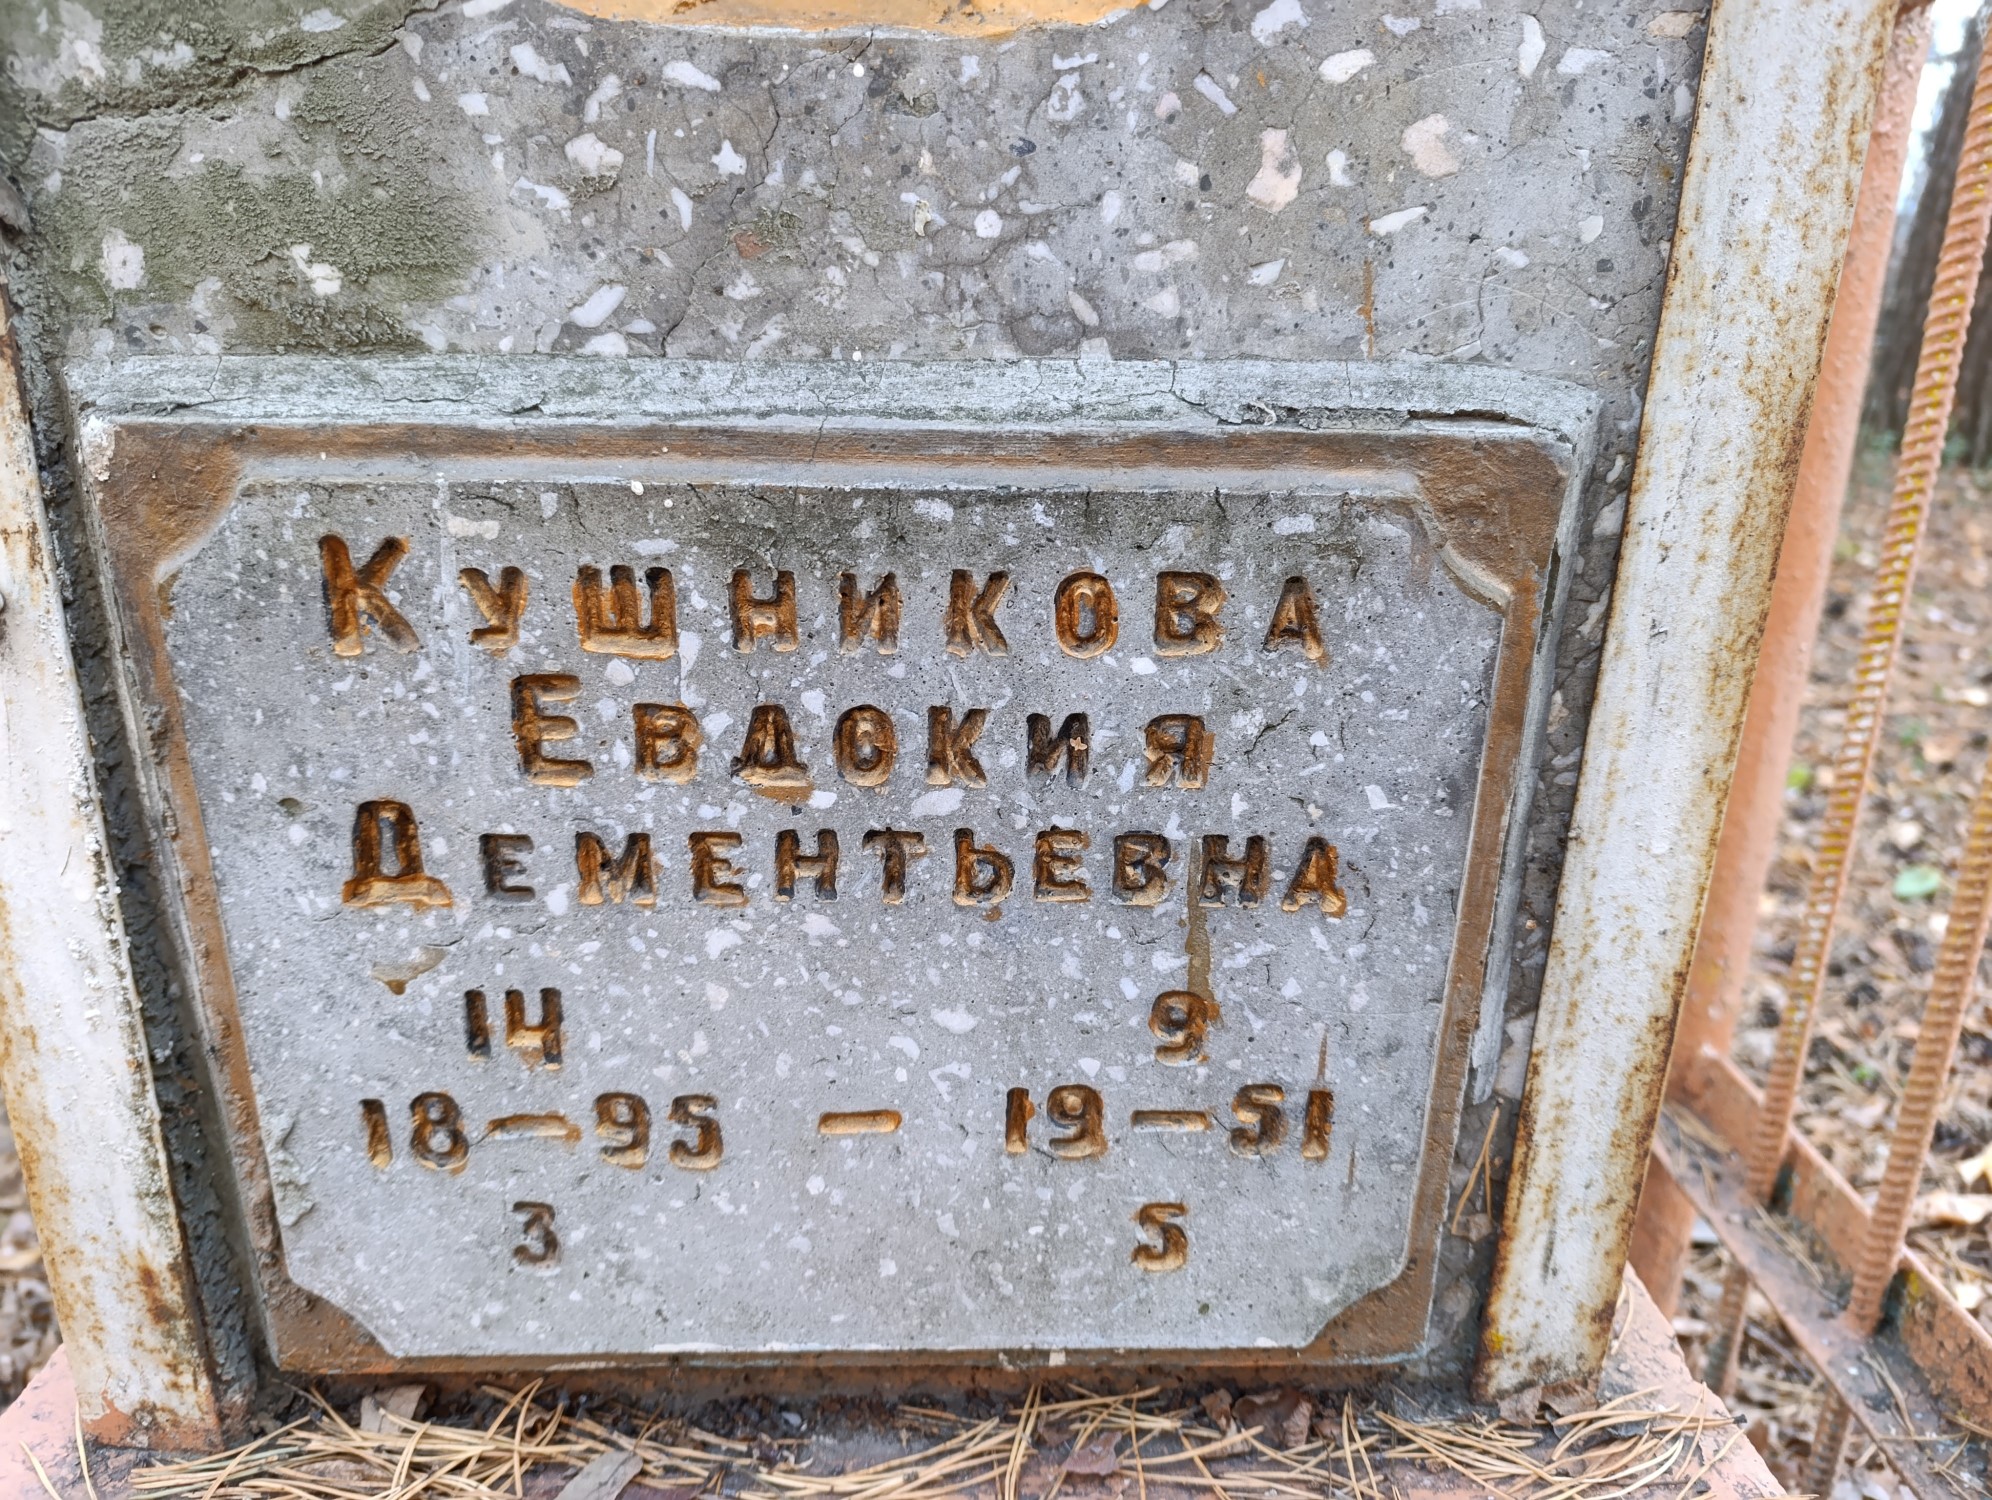 Кушникова
Евдокия
Дементьевна
14 9
18—95 — 19—51
3 5